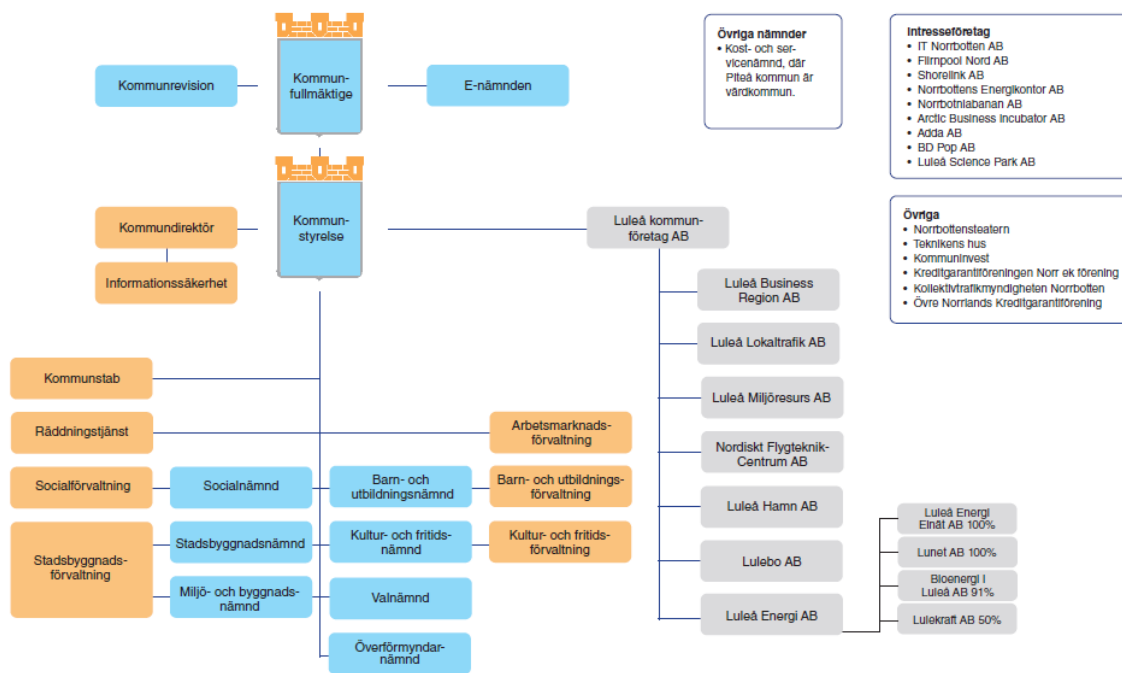 Kommunrevision
Kommun-
fullmäktige
E-nämnden
Övriga nämnder
• Kost- och ser-
vicenämnd, där
Piteå kommun är
värdkommun.
Intresseföretag
• IT Norrbotten AB
• Filmpool Nord AB
• Shorelink AB
• Norrbottens Energikontor AB
• Norrbotniabanan AB
• Arctic Business Incubator AB
• Adda AB
• BD Pop AB
• Luleå Science Park AB
Övriga
• Norrbottensteatern
• Teknikens hus
• Kommuninvest
• Kreditgarantiföreningen Norr ek förening
• Kollektivtrafikmyndigheten Norrbotten
• Övre Norrlands Kreditgarantiförening
Kommundirektör
Kommun-
styrelse
Luleå kommun-
företag AB
Informationssäkerhet
Luleå Business
Region AB
Luleå Lokaltrafik AB
Luleå Miljöresurs AB
Nordiskt Flygteknik-
Centrum AB
Luleå Hamn AB
Lulebo AB
Luleå Energi AB
Luleå Energi
Elnät AB 100%
Lunet AB 100%
Bioenergi i
Luleå AB 91%
Lulekraft AB 50%
Kommunstab
Räddningstjänst
Arbetsmarknads-
förvaltning
Socialförvaltning
Socialnämnd
Barn- och
utbildningsnämnd
Barn- och utbildnings-
förvaltning
Stadsbyggnads-
förvaltning
Stadsbyggnadsnämnd
Kultur- och fritids-
nämnd
Kultur- och fritids-
förvaltning
Miljö- och byggnads-
nämnd
Valnämnd
Överförmyndar-
nämnd